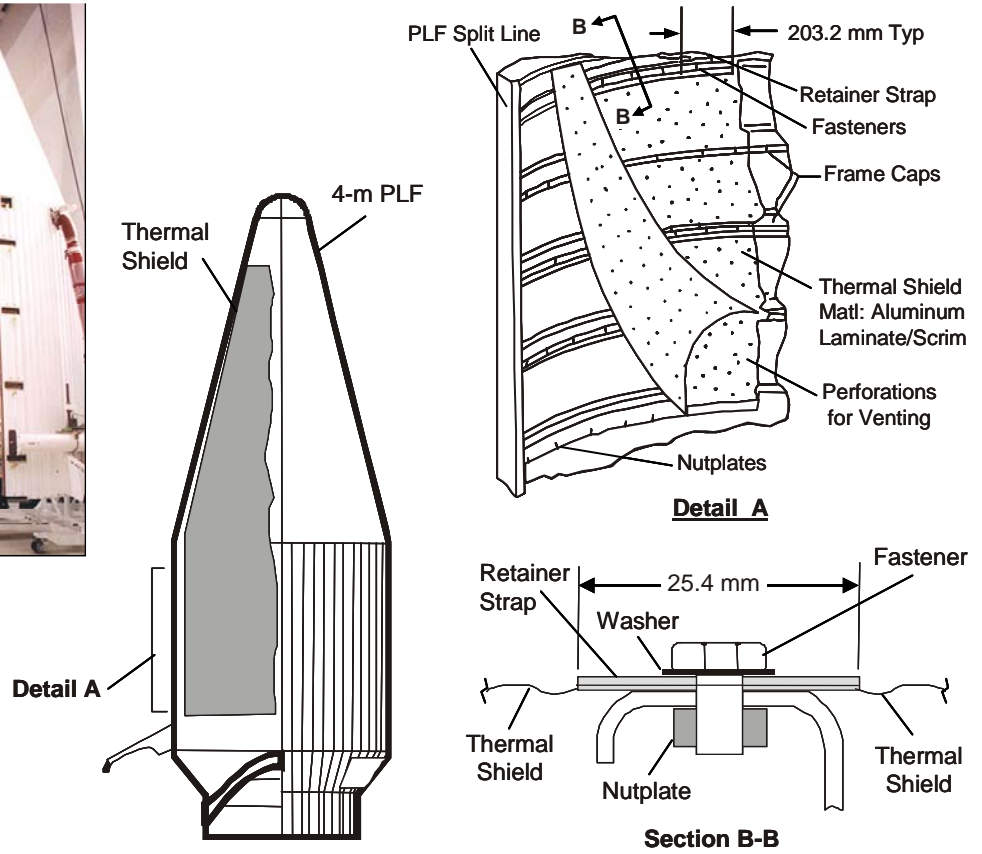 PLF Split Line
B
203.2 mm Typ
Retainer Strap
B
Fasteners
Frame Caps
4-m PLF
Thermal
Shield
Thermal Shield
Matl: Aluminum
Laminate/Scrim
Perforations
for Venting
Nutplates
Detail A
Fastener
Retainer
Strap
25.4 mm
Washer
Detail A
Thermal
Shield
Thermal
Shield
Nutplate
Section B-B